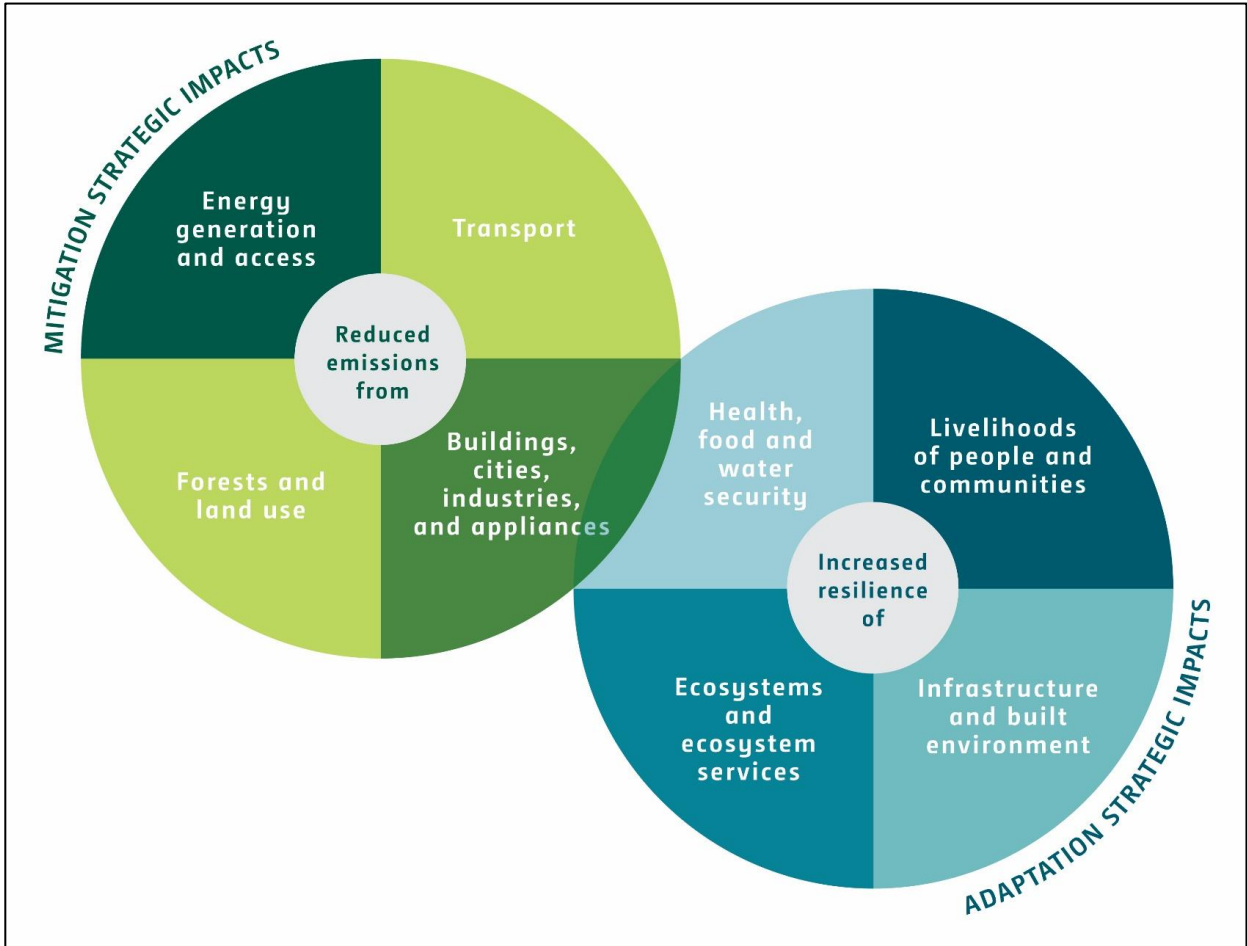 MITIGATION STRATEGIC IMPACTS
Energy
generation
and access
Transport
Reduced
emissions
from
Forests and
land use
Buildings,
cities,
industries,
and appliances
Health,
food and
water
security
Livelihoods
of people and
communities
Increased
resilience
of
Ecosystems
and
ecosystem
services
Infrastructure
and built
environment
ADAPTATION STRATEGIC IMPACTS